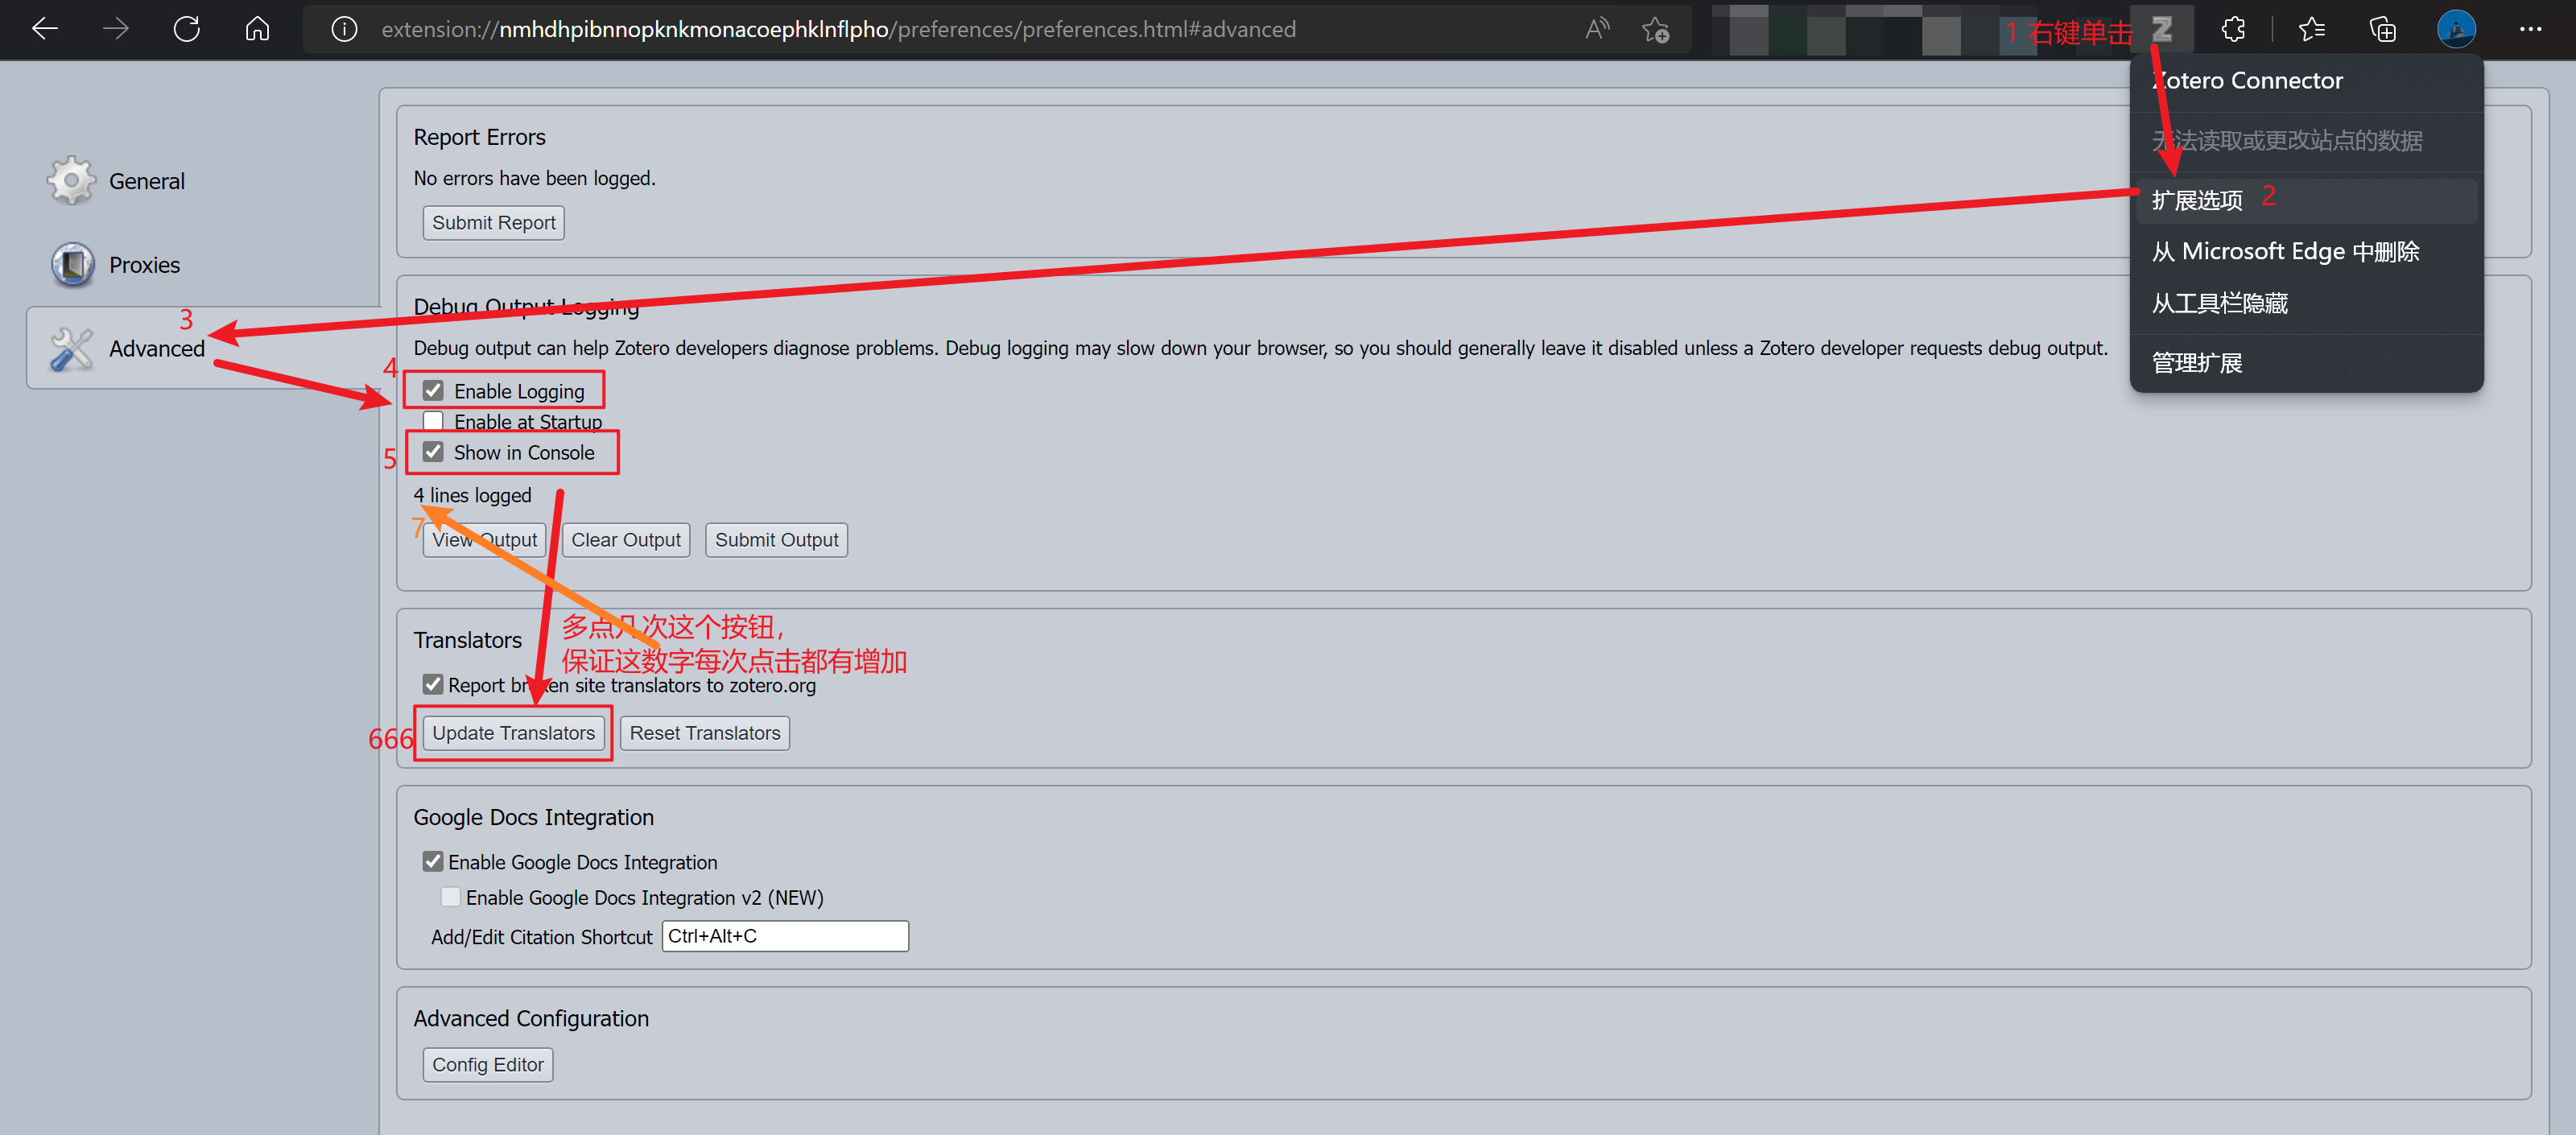 extension://nmhdhpibnnopknkmonacoephklnflpho/preferences/preferences.html#advanced
1 右键单击
Zotero Connector
无法读取或更改站点的数据
扩展选项 2
从 Microsoft Edge 中删除
从工具栏隐藏
管理扩展
General
Proxies
3
Advanced
Report Errors
No errors have been logged.
Submit Report
Debug Output Logging
Debug output can help Zotero developers diagnose problems. Debug logging may slow down your browser, so you should generally leave it disabled unless a Zotero developer requests debug output.
4
Enable Logging
Enable at Startup
5
Show in Console
4 lines logged
7
View Output
Clear Output
Submit Output
多点几次这个按钮，
保证这数字每次点击都有增加
Translators
Report broken site translators to zotero.org
666
Update Translators
Reset Translators
Google Docs Integration
Enable Google Docs Integration
Enable Google Docs Integration v2 (NEW)
Add/Edit Citation Shortcut
Ctrl+Alt+C
Advanced Configuration
Config Editor